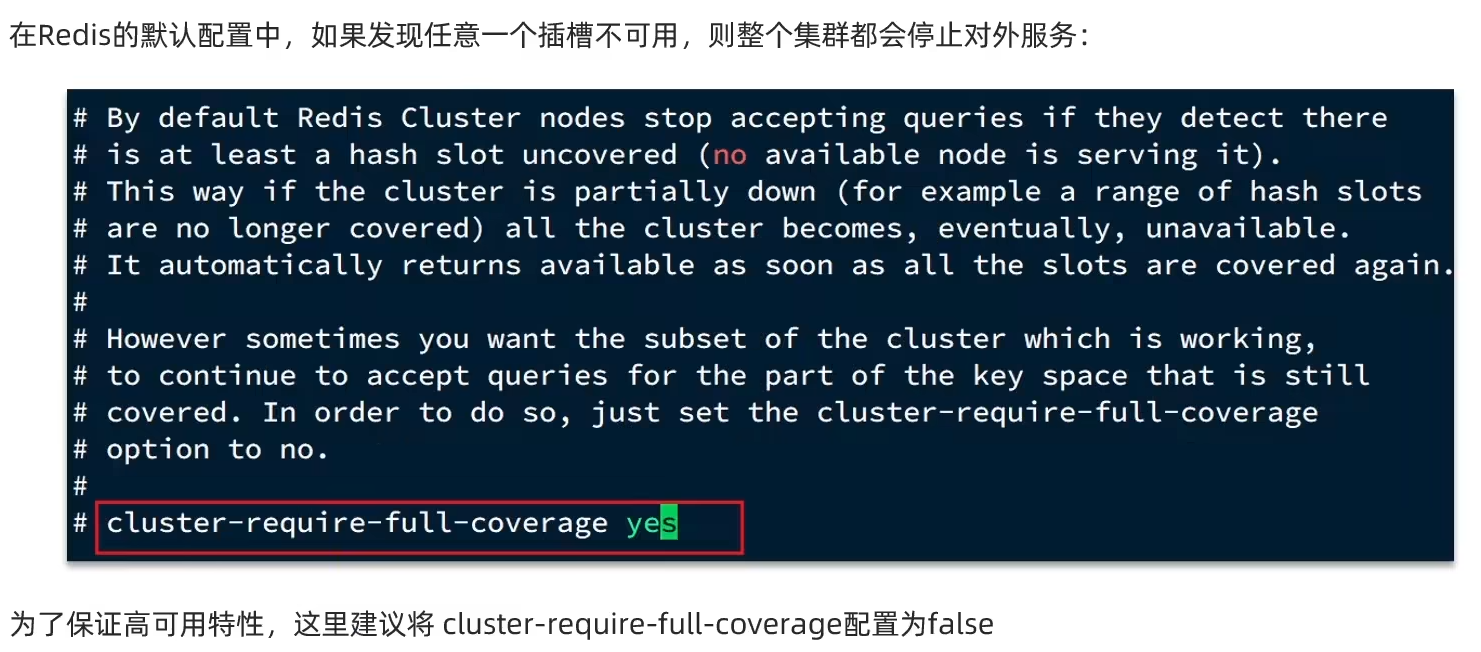 在Redis的默认配置中，如果发现任意一个插槽不可用，则整个集群都会停止对外服务：
# By default Redis Cluster nodes stop accepting queries if they detect there
# is at least a hash slot uncovered (no available node is serving it).
# This way if the cluster is partially down (for example a range of hash slots
# are no longer covered) all the cluster becomes, eventually, unavailable.
# It automatically returns available as soon as all the slots are covered again.
#
# However sometimes you want the subset of the cluster which is working,
# to continue to accept queries for the part of the key space that is still
# covered. In order to do so, just set the cluster-require-full-coverage
# option to no.
#
# cluster-require-full-coverage yes
为了保证高可用特性，这里建议将 cluster-require-full-coverage配置为false